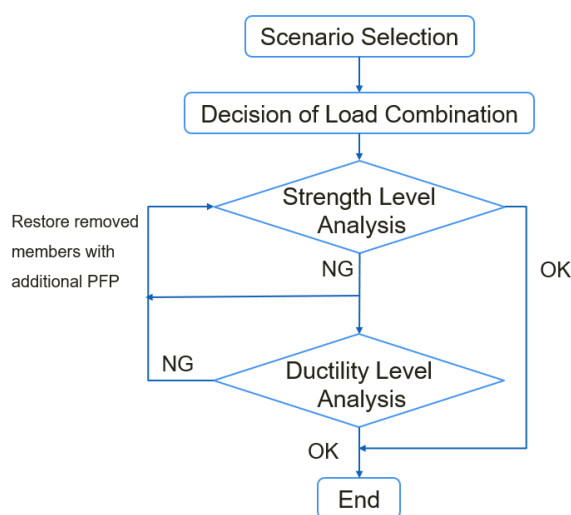 Scenario Selection
Decision of Load Combination
Strength Level
Analysis
Restore removed
members with
additional PFP
NG
OK
NG
Ductility Level
Analysis
OK
End